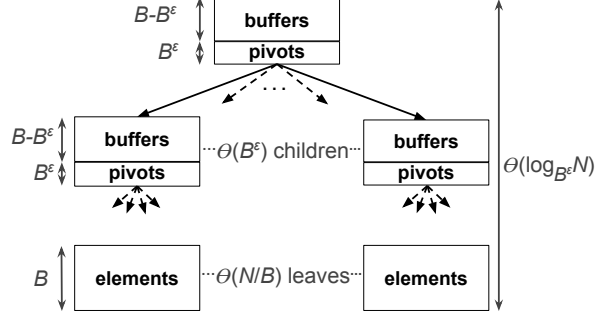 B-B^ε
buffers
B^ε
pivots
...
B-B^ε
buffers
Θ(B^ε) children
buffers
B^ε
pivots
pivots
Θ(log_{B^ε}N)
B
elements
Θ(N/B) leaves
elements